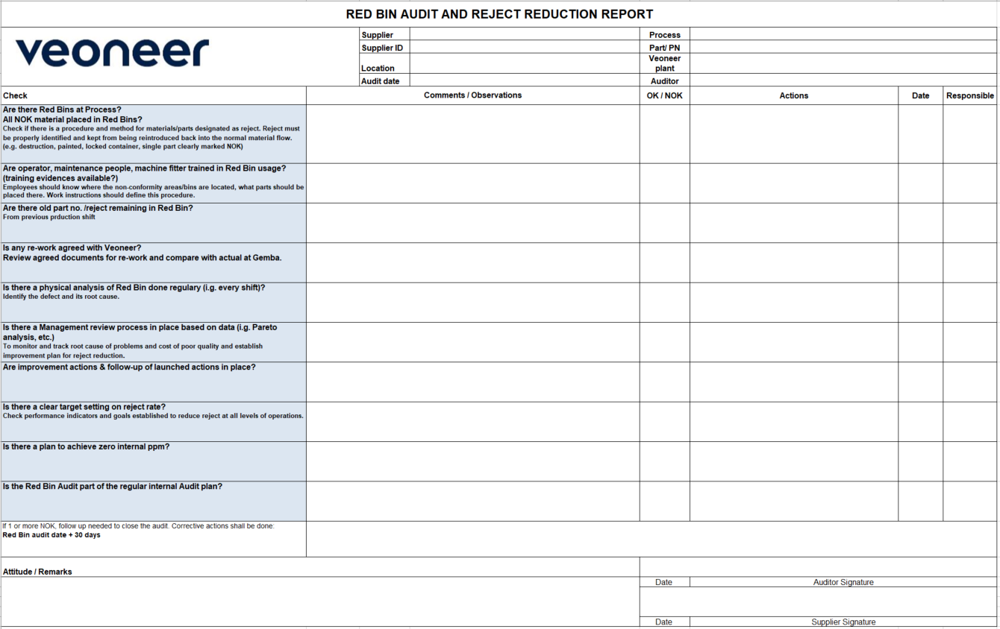 RED BIN AUDIT AND REJECT REDUCTION REPORT
veoneer
Supplier
Process
Supplier ID
Part/ PN
Location
Veoneer
plant
Audit date
Auditor
Check
Comments / Observations
OK / NOK
Actions
Date
Responsible
Are there Red Bins at Process?
All NOK material placed in Red Bins?
Check if there is a procedure and method for materials/parts designated as reject. Reject must
be properly identified and kept from being reintroduced back into the normal material flow.
(e.g. destruction, painted, locked container, single part clearly marked NOK)
Are operator, maintenance people, machine fitter trained in Red Bin usage?
(training evidences available?)
Employees should know where the non-conformity areas/bins are located, what parts should be
placed there. Work instructions should define this procedure.
Are there old part no. /reject remaining in Red Bin?
From previous prduction shift
Is any re-work agreed with Veoneer?
Review agreed documents for re-work and compare with actual at Gemba.
Is there a physical analysis of Red Bin done regulary (i.g. every shift)?
Identify the defect and its root cause.
Is there a Management review process in place based on data (i.g. Pareto
analysis, etc.)
To monitor and track root cause of problems and cost of poor quality and establish
improvement plan for reject reduction.
Are improvement actions & follow-up of launched actions in place?
Is there a clear target setting on reject rate?
Check performance indicators and goals established to reduce reject at all levels of operations.
Is there a plan to achieve zero internal ppm?
Is the Red Bin Audit part of the regular internal Audit plan?
If 1 or more NOK, follow up needed to close the audit. Corrective actions shall be done:
Red Bin audit date + 30 days
Attitude / Remarks
Date
Auditor Signature
Date
Supplier Signature